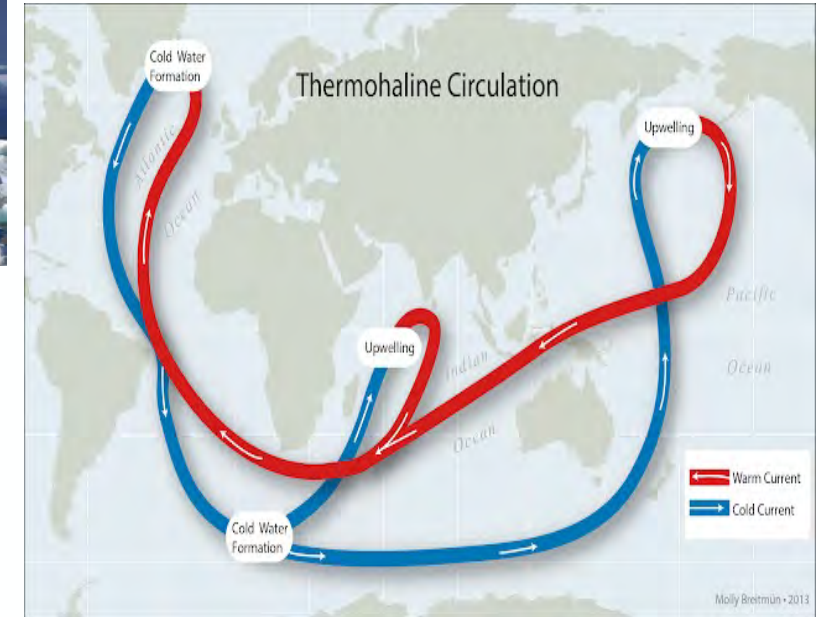 Cold Water
Formation
Thermohaline Circulation
Upwelling
Atlantic
Ocean
Pacific
Ocean
Upwelling
Indian
Ocean
Warm Current
Cold Current
Cold Water
Formation
Molly Breitmün • 2013